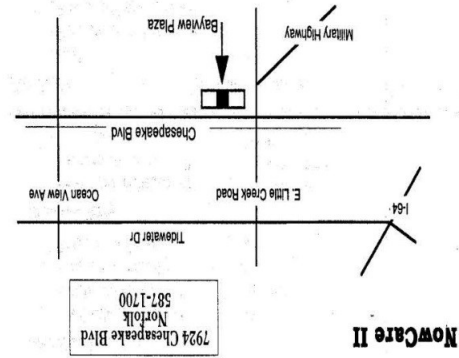 NowCare II
7924 Chesapeake Blvd
Norfolk
587-1700
Tidewater Dr
I-64
E. Little Creek Road
Ocean View Ave
Chesapeake Blvd
Military Highway
Bayview Plaza